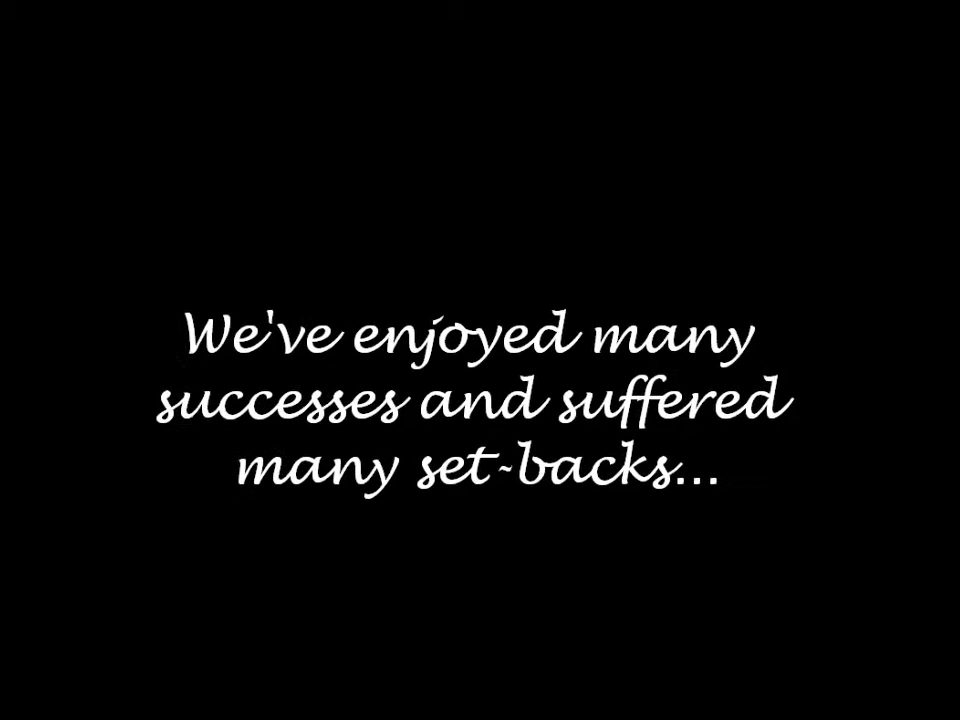 We've enjoyed many
successes and suffered
many set-backs...